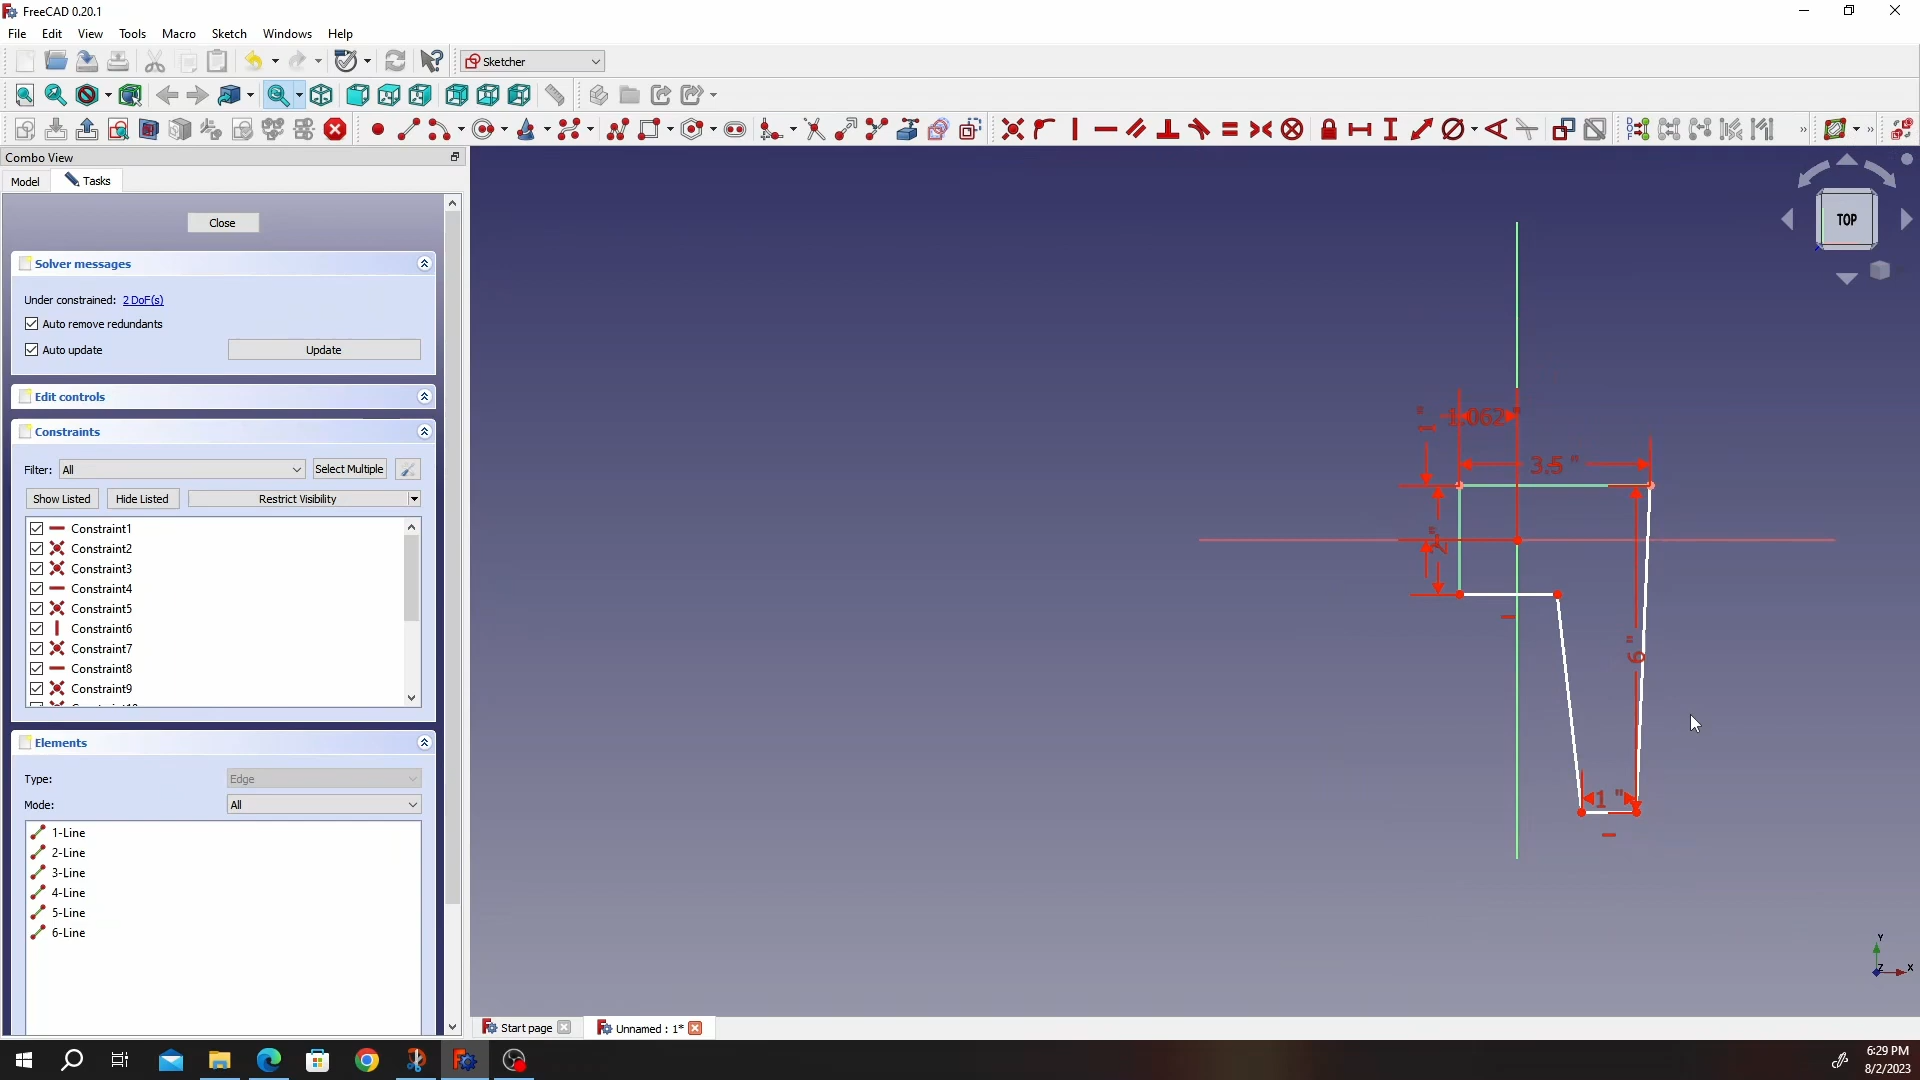 FreeCAD 0.20.1
File Edit View Tools Macro Sketch Windows Help
Sketcher
Combo View
Model Tasks
Close
Solver messages
Under constrained: 2 DoF(s)
Auto remove redundants
Auto update Update
Edit controls
Constraints
Filter: All Select Multiple
Show Listed Hide Listed Restrict Visibility
Constraint1
Constraint2
Constraint3
Constraint4
Constraint5
Constraint6
Constraint7
Constraint8
Constraint9
Elements
Type: Edge
Mode: All
1-Line
2-Line
3-Line
4-Line
5-Line
6-Line
TOP
1.062 "
1 "
3.5 "
2 "
6 "
1 "
Y
Z X
Start page Unnamed : 1*
6:29 PM
8/2/2023